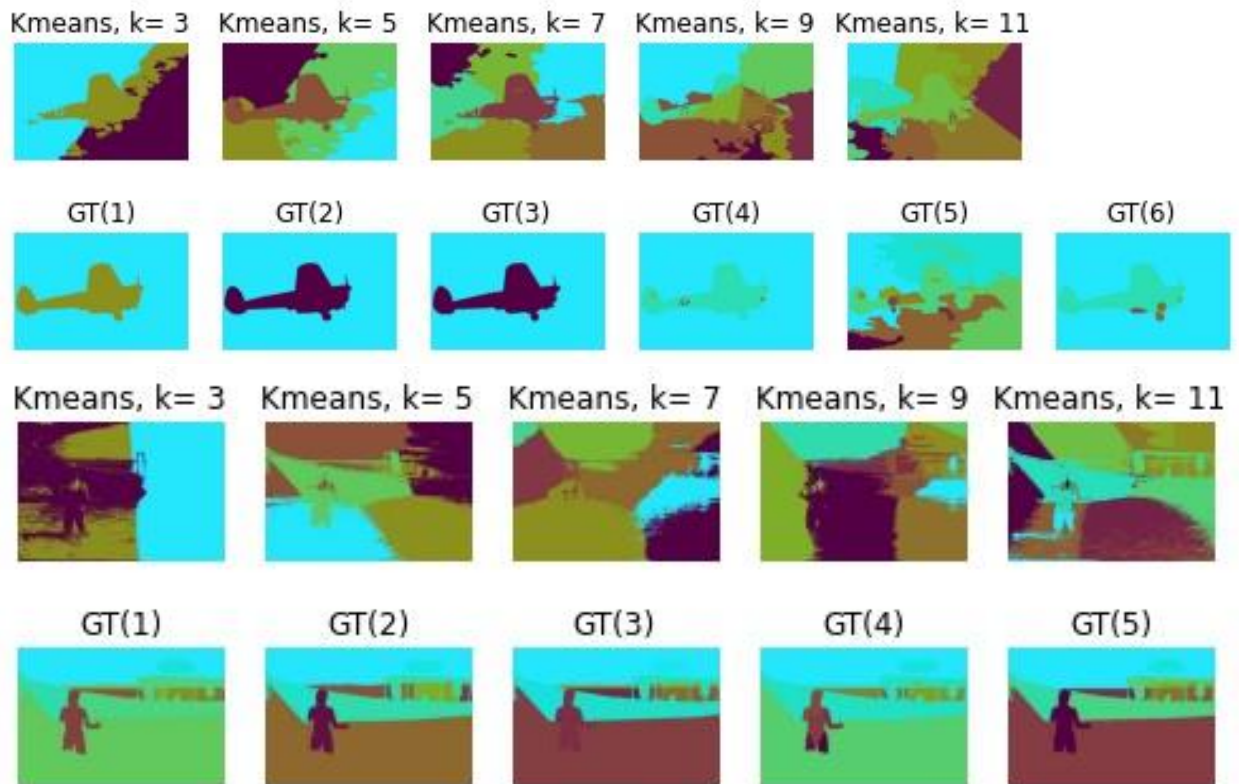 Kmeans, k= 3 Kmeans, k= 5 Kmeans, k= 7 Kmeans, k= 9 Kmeans, k= 11
GT(1) GT(2) GT(3) GT(4) GT(5) GT(6)
Kmeans, k= 3 Kmeans, k= 5 Kmeans, k= 7 Kmeans, k= 9 Kmeans, k= 11
GT(1) GT(2) GT(3) GT(4) GT(5)